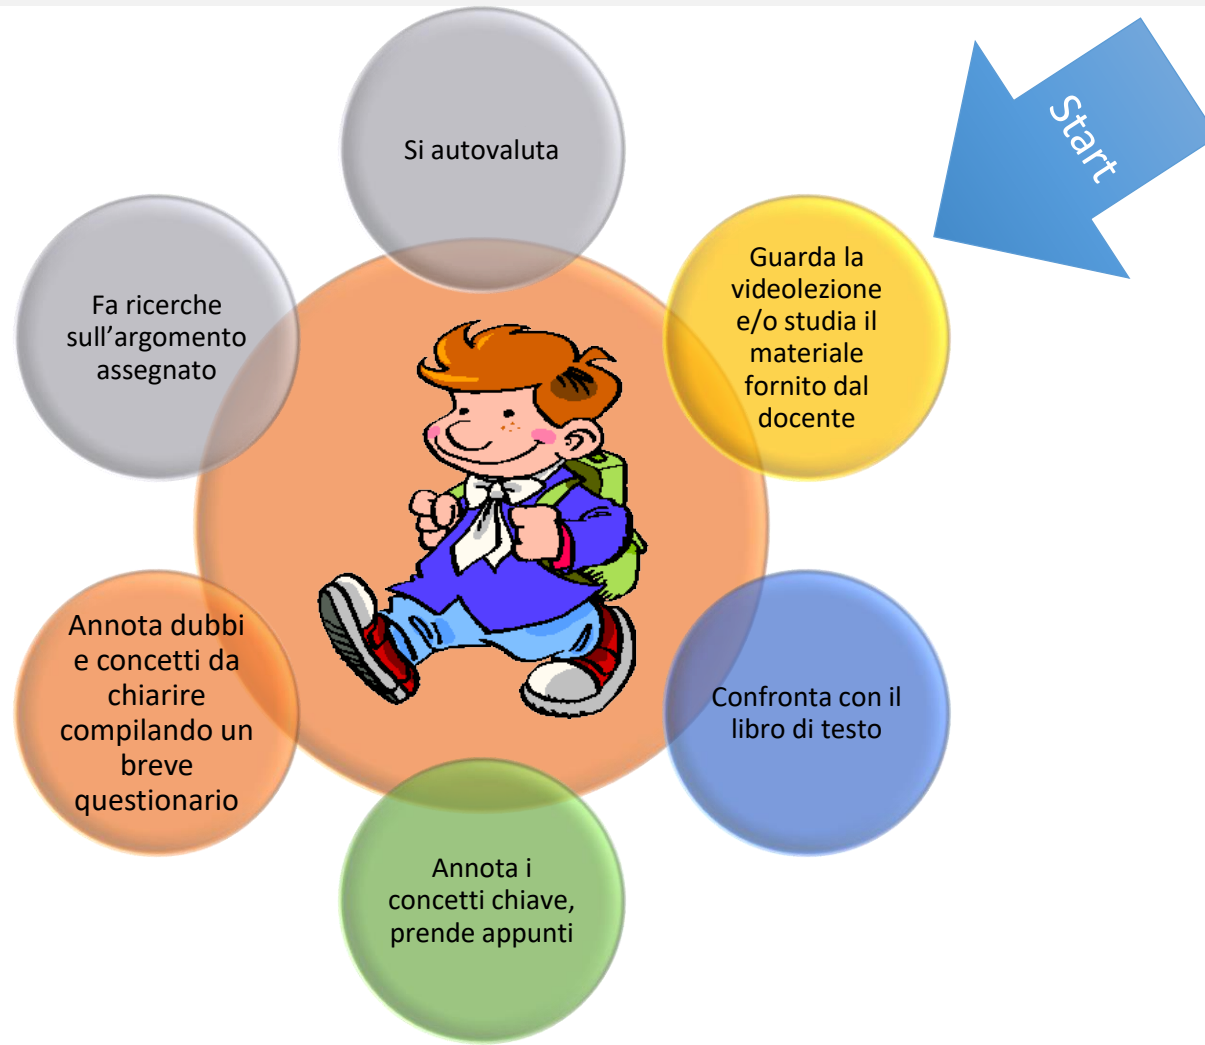 Start
Si autovaluta
Guarda la
videolezione
e/o studia il
materiale
fornito dal
docente
Confronta con il
libro di testo
Annota i
concetti chiave,
prende appunti
Annota dubbi
e concetti da
chiarire
compilando un
breve
questionario
Fa ricerche
sull’argomento
assegnato